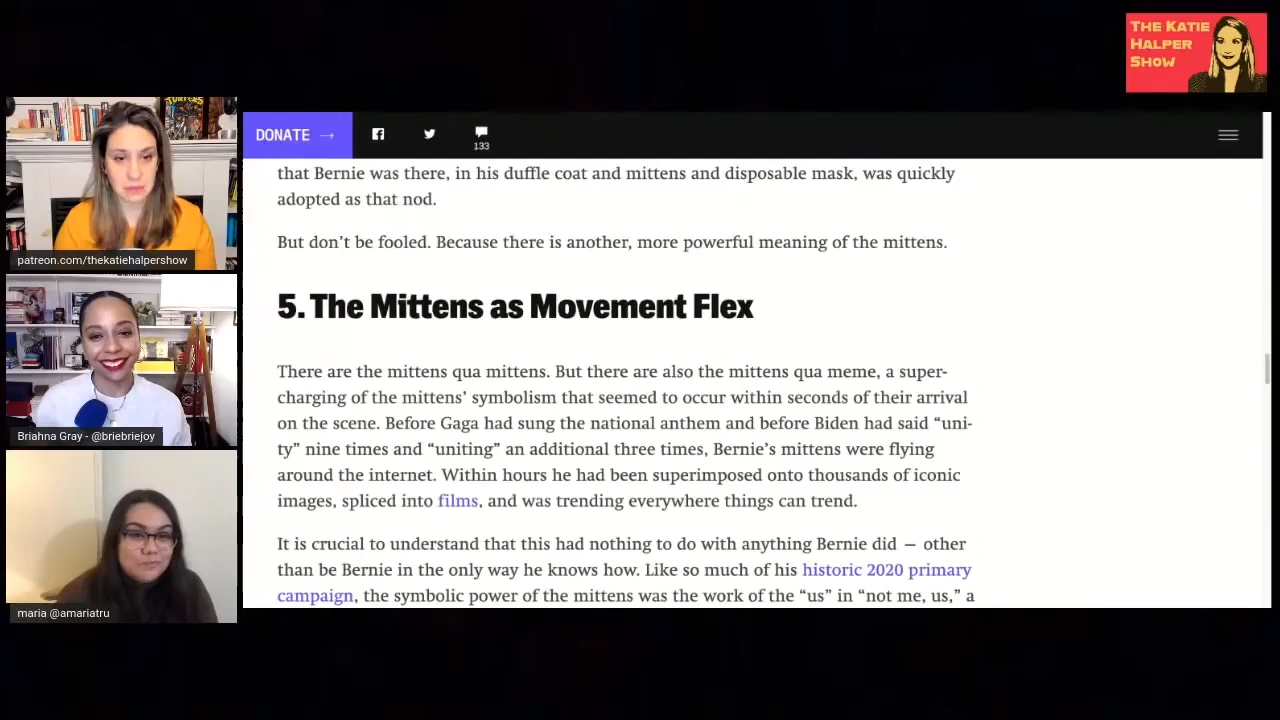 THE KATIE
HALPER
SHOW
TURTLES
patreon.com/thekatiehalpershow
Briahna Gray - @briebriejoy
maria @amariatru
DONATE →
133
that Bernie was there, in his duffle coat and mittens and disposable mask, was quickly
adopted as that nod.
But don’t be fooled. Because there is another, more powerful meaning of the mittens.
5. The Mittens as Movement Flex
There are the mittens qua mittens. But there are also the mittens qua meme, a super-
charging of the mittens’ symbolism that seemed to occur within seconds of their arrival
on the scene. Before Gaga had sung the national anthem and before Biden had said “uni-
ty” nine times and “uniting” an additional three times, Bernie’s mittens were flying
around the internet. Within hours he had been superimposed onto thousands of iconic
images, spliced into films, and was trending everywhere things can trend.
It is crucial to understand that this had nothing to do with anything Bernie did — other
than be Bernie in the only way he knows how. Like so much of his historic 2020 primary
campaign, the symbolic power of the mittens was the work of the “us” in “not me, us,” a